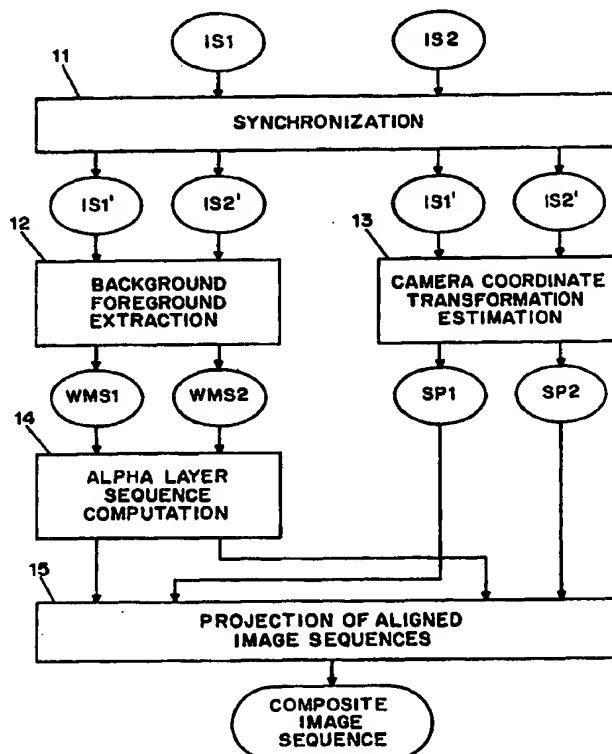 IS1
IS2
11
SYNCHRONIZATION
IS1'
IS2'
IS1'
IS2'
12
BACKGROUND
FOREGROUND
EXTRACTION
13
CAMERA COORDINATE
TRANSFORMATION
ESTIMATION
WMS1
WMS2
SP1
SP2
14
ALPHA LAYER
SEQUENCE
COMPUTATION
15
PROJECTION OF ALIGNED
IMAGE SEQUENCES
COMPOSITE
IMAGE
SEQUENCE